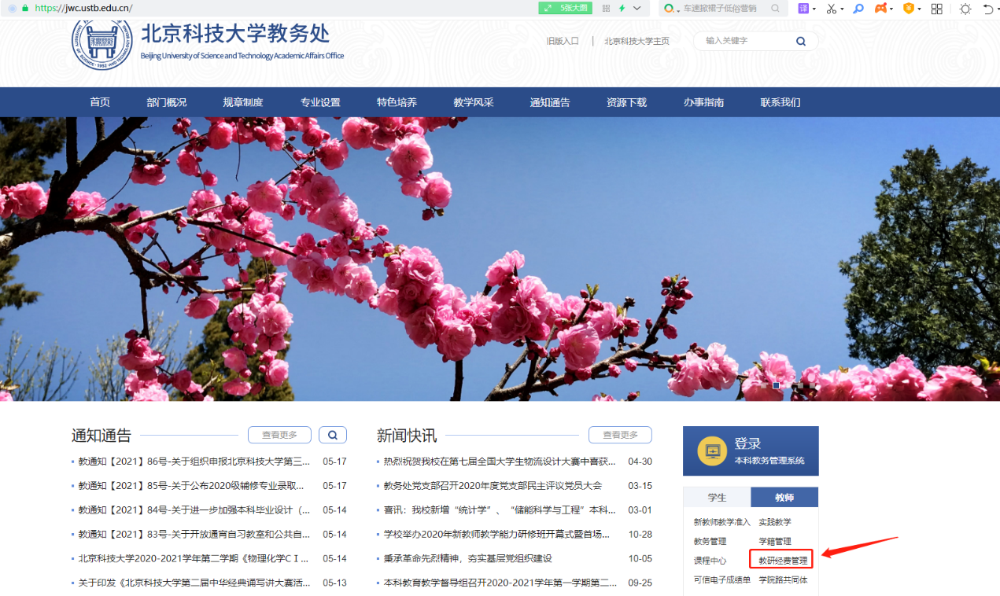 https://jwc.ustb.edu.cn/
5张大图
车速掀裙子低俗营销
译
北京科技大学教务处
Beijing University of Science and Technology Academic Affairs Office
旧版入口 | 北京科技大学主页
输入关键字
首页 部门概况 规章制度 专业设置 特色培养 教学风采 通知通告 资源下载 办事指南 联系我们
通知通告
查看更多
教通知【2021】86号-关于组织申报北京科技大学第三... 05-17
教通知【2021】85号-关于公布2020级辅修专业录取... 05-17
教通知【2021】84号-关于进一步加强本科毕业设计（... 05-14
教通知【2021】83号-关于开放通宵自习教室和公共自... 05-14
北京科技大学2020-2021学年第二学期《物理化学C I ... 05-14
关于印发《北京科技大学第二届中华经典诵写讲大赛活... 05-13
新闻快讯
查看更多
热烈祝贺我校在第七届全国大学生物流设计大赛中喜获... 04-30
教务处党支部召开2020年度党支部民主评议党员大会 03-15
喜讯：我校新增“统计学”、“储能科学与工程”本科... 03-01
学校举办2020年新教师教学能力研修班开幕式暨首场... 10-28
秉承革命先烈精神，夯实基层党组织建设 10-05
本科教育教学督导组召开2020-2021学年第一学期第二... 09-25
登录
本科教务管理系统
学生 教师
新教师教学准入 实践教学
教务管理 学籍管理
课程中心 教研经费管理
可信电子成绩单 学院路共同体